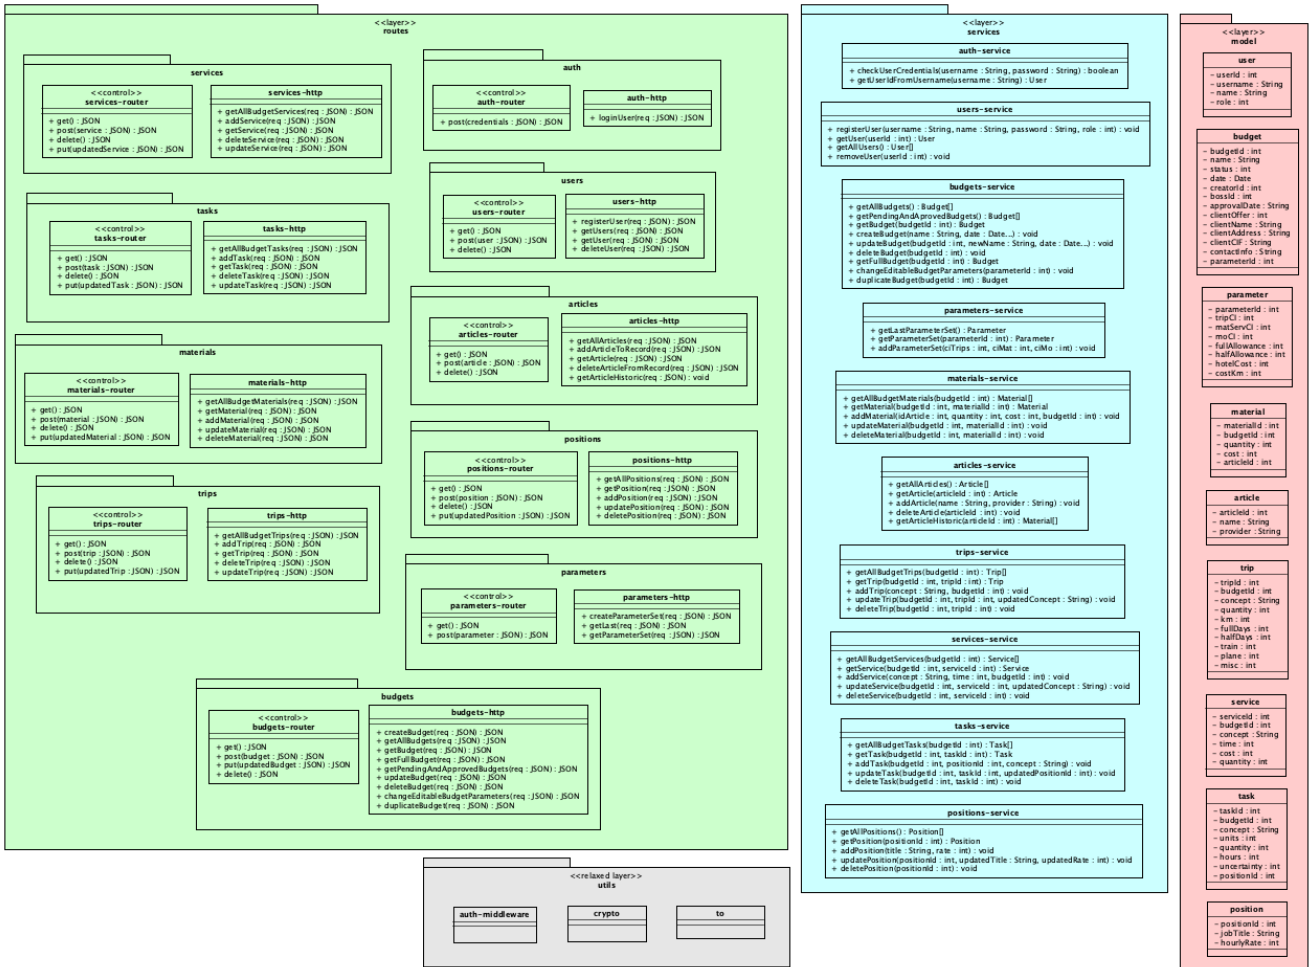 <<layer>>
routes
services
<<control>>
services-router
+ get() : JSON
+ post(service : JSON) : JSON
+ delete() : JSON
+ put(updatedService : JSON) : JSON
services-http
+ getAllBudgetServices(req : JSON) : JSON
+ addService(req : JSON) : JSON
+ getService(req : JSON) : JSON
+ deleteService(req : JSON) : JSON
+ updateService(req : JSON) : JSON
auth
<<control>>
auth-router
+ post(credentials : JSON) : JSON
auth-http
+ loginUser(req : JSON) : JSON
tasks
<<control>>
tasks-router
+ get() : JSON
+ post(task : JSON) : JSON
+ delete() : JSON
+ put(updatedTask : JSON) : JSON
tasks-http
+ getAllBudgetTasks(req : JSON) : JSON
+ addTask(req : JSON) : JSON
+ getTask(req : JSON) : JSON
+ deleteTask(req : JSON) : JSON
+ updateTask(req : JSON) : JSON
users
<<control>>
users-router
+ get() : JSON
+ post(user : JSON) : JSON
+ delete() : JSON
users-http
+ registerUser(req : JSON) : JSON
+ getUsers(req : JSON) : JSON
+ getUser(req : JSON) : JSON
+ deleteUser(req : JSON) : JSON
materials
<<control>>
materials-router
+ get() : JSON
+ post(material : JSON) : JSON
+ delete() : JSON
+ put(updatedMaterial : JSON) : JSON
materials-http
+ getAllBudgetMaterials(req : JSON) : JSON
+ getMaterial(req : JSON) : JSON
+ addMaterial(req : JSON) : JSON
+ updateMaterial(req : JSON) : JSON
+ deleteMaterial(req : JSON) : JSON
articles
<<control>>
articles-router
+ get() : JSON
+ post(article : JSON) : JSON
+ delete() : JSON
articles-http
+ getAllArticles(req : JSON) : JSON
+ addArticleToRecord(req : JSON) : JSON
+ getArticle(req : JSON) : JSON
+ deleteArticleFromRecord(req : JSON) : JSON
+ getArticleHistoric(req : JSON) : void
trips
<<control>>
trips-router
+ get() : JSON
+ post(trip : JSON) : JSON
+ delete() : JSON
+ put(updatedTrip : JSON) : JSON
trips-http
+ getAllBudgetTrips(req : JSON) : JSON
+ addTrip(req : JSON) : JSON
+ getTrip(req : JSON) : JSON
+ deleteTrip(req : JSON) : JSON
+ updateTrip(req : JSON) : JSON
positions
<<control>>
positions-router
+ get() : JSON
+ post(position : JSON) : JSON
+ delete() : JSON
+ put(updatedPosition : JSON) : JSON
positions-http
+ getAllPositions(req : JSON) : JSON
+ getPosition(req : JSON) : JSON
+ addPosition(req : JSON) : JSON
+ updatePosition(req : JSON) : JSON
+ deletePosition(req : JSON) : JSON
parameters
<<control>>
parameters-router
+ get() : JSON
+ post(parameter : JSON) : JSON
parameters-http
+ createParameterSet(req : JSON) : JSON
+ getLast(req : JSON) : JSON
+ getParameterSet(req : JSON) : JSON
budgets
<<control>>
budgets-router
+ get() : JSON
+ post(budget : JSON) : JSON
+ put(updatedBudget : JSON) : JSON
+ delete() : JSON
budgets-http
+ createBudget(req : JSON) : JSON
+ getAllBudgets(req : JSON) : JSON
+ getBudget(req : JSON) : JSON
+ getFullBudget(req : JSON) : JSON
+ getPendingAndApprovedBudgets(req : JSON) : JSON
+ updateBudget(req : JSON) : JSON
+ deleteBudget(req : JSON) : JSON
+ changeEditableBudgetParameters(req : JSON) : JSON
+ duplicateBudget(req : JSON) : JSON
<<relaxed layer>>
utils
auth-middleware
crypto
to
<<layer>>
services
auth-service
+ checkUserCredentials(username : String, password : String) : boolean
+ getUserIdFromUsername(username : String) : User
users-service
+ registerUser(username : String, name : String, password : String, role : int) : void
+ getUser(userId : int) : User
+ getAllUsers() : User[]
+ removeUser(userId : int) : void
budgets-service
+ getAllBudgets() : Budget[]
+ getPendingAndAprovedBudgets() : Budget[]
+ getBudget(budgetId : int) : Budget
+ createBudget(name : String, date : Date...) : void
+ updateBudget(budgetId : int, newName : String, date : Date...) : void
+ deleteBudget(budgetId : int) : void
+ getFullBudget(budgetId : int) : Budget
+ changeEditableBudgetParameters(parameterId : int) : void
+ duplicateBudget(budgetId : int) : Budget
parameters-service
+ getLastParameterSet() : Parameter
+ getParameterSet(parameterId : int) : Parameter
+ addParameterSet(ciTrips : int, ciMat : int, ciMo : int) : void
materials-service
+ getAllBudgetMaterials(budgetId : int) : Material[]
+ getMaterial(budgetId : int, materialId : int) : Material
+ addMaterial(idArticle : int, quantity : int, cost : int, budgetId : int) : void
+ updateMaterial(budgetId : int, materialId : int) : void
+ deleteMaterial(budgetId : int, materialId : int) : void
articles-service
+ getAllArticles() : Article[]
+ getArticle(articleId : int) : Article
+ addArticle(name : String, provider : String) : void
+ deleteArticle(articleId : int) : void
+ getArticleHistoric(articleId : int) : Material[]
trips-service
+ getAllBudgetTrips(budgetId : int) : Trip[]
+ getTrip(budgetId : int, tripId : int) : Trip
+ addTrip(concept : String, budgetId : int) : void
+ updateTrip(budgetId : int, tripId : int, updatedConcept : String) : void
+ deleteTrip(budgetId : int, tripId : int) : void
services-service
+ getAllBudgetServices(budgetId : int) : Service[]
+ getService(budgetId : int, serviceId : int) : Service
+ addService(concept : String, time : int, budgetId : int) : void
+ updateService(budgetId : int, serviceId : int, updatedConcept : String) : void
+ deleteService(budgetId : int, serviceId : int) : void
tasks-service
+ getAllBudgetTasks(budgetId : int) : Task[]
+ getTask(budgetId : int, taskId : int) : Task
+ addTask(budgetId : int, positionId : int, concept : String) : void
+ updateTask(budgetId : int, taskId : int, updatedPositionId : int) : void
+ deleteTask(budgetId : int, taskId : int) : void
positions-service
+ getAllPositions() : Position[]
+ getPosition(positionId : int) : Position
+ addPosition(title : String, rate : int) : void
+ updatePosition(positionId : int, updatedTitle : String, updatedRate : int) : void
+ deletePosition(positionId : int) : void
<<layer>>
model
user
- userId : int
- username : String
- name : String
- role : int
budget
- budgetId : int
- name : String
- status : int
- date : Date
- creatorId : int
- bossId : int
- approvalDate : String
- clientOffer : int
- clientName : String
- clientAddress : String
- clientCIF : String
- contactInfo : String
- parameterId : int
parameter
- parameterId : int
- tripCI : int
- matServCI : int
- moCI : int
- fullAllowance : int
- halfAllowance : int
- hotelCost : int
- costKm : int
material
- materialId : int
- budgetId : int
- quantity : int
- cost : int
- articleId : int
article
- articleId : int
- name : String
- provider : String
trip
- tripId : int
- budgetId : int
- concept : String
- quantity : int
- km : int
- fullDays : int
- halfDays : int
- train : int
- plane : int
- misc : int
service
- serviceId : int
- budgetId : int
- concept : String
- time : int
- cost : int
- quantity : int
task
- taskId : int
- budgetId : int
- concept : String
- units : int
- quantity : int
- hours : int
- uncertainty : int
- positionId : int
position
- positionId : int
- jobTitle : String
- hourlyRate : int